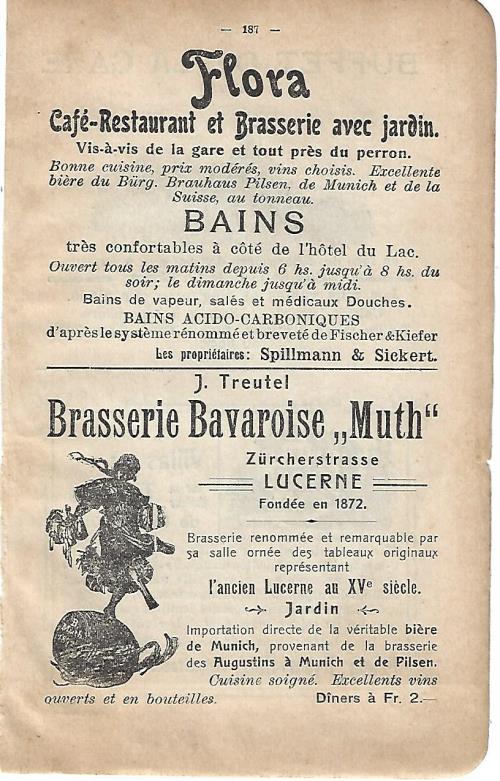 — 187 —
Flora
Café-Restaurant et Brasserie avec jardin.
Vis-à-vis de la gare et tout près du perron.
Bonne cuisine, prix modérés, vins choisis. Excellente
bière du Bürg. Brauhaus Pilsen, de Munich et de la
Suisse, au tonneau.
BAINS
très confortables à côté de l'hôtel du Lac.
Ouvert tous les matins depuis 6 hs. jusqu'à 8 hs. du
soir; le dimanche jusqu'à midi.
Bains de vapeur, salés et médicaux Douches.
BAINS ACIDO-CARBONIQUES
d'après le système rénommé et breveté de Fischer & Kiefer
Les propriétaires: Spillmann & Sickert.
J. Treutel
Brasserie Bavaroise „Muth“
Zürcherstrasse
LUCERNE
Fondée en 1872.
Brasserie renommée et remarquable par
sa salle ornée des tableaux originaux
représentant
l'ancien Lucerne au XVe siècle.
Jardin
Importation directe de la véritable bière
de Munich, provenant de la brasserie
des Augustins à Munich et de Pilsen.
Cuisine soigné. Excellents vins
ouverts et en bouteilles. Dîners à Fr. 2.—